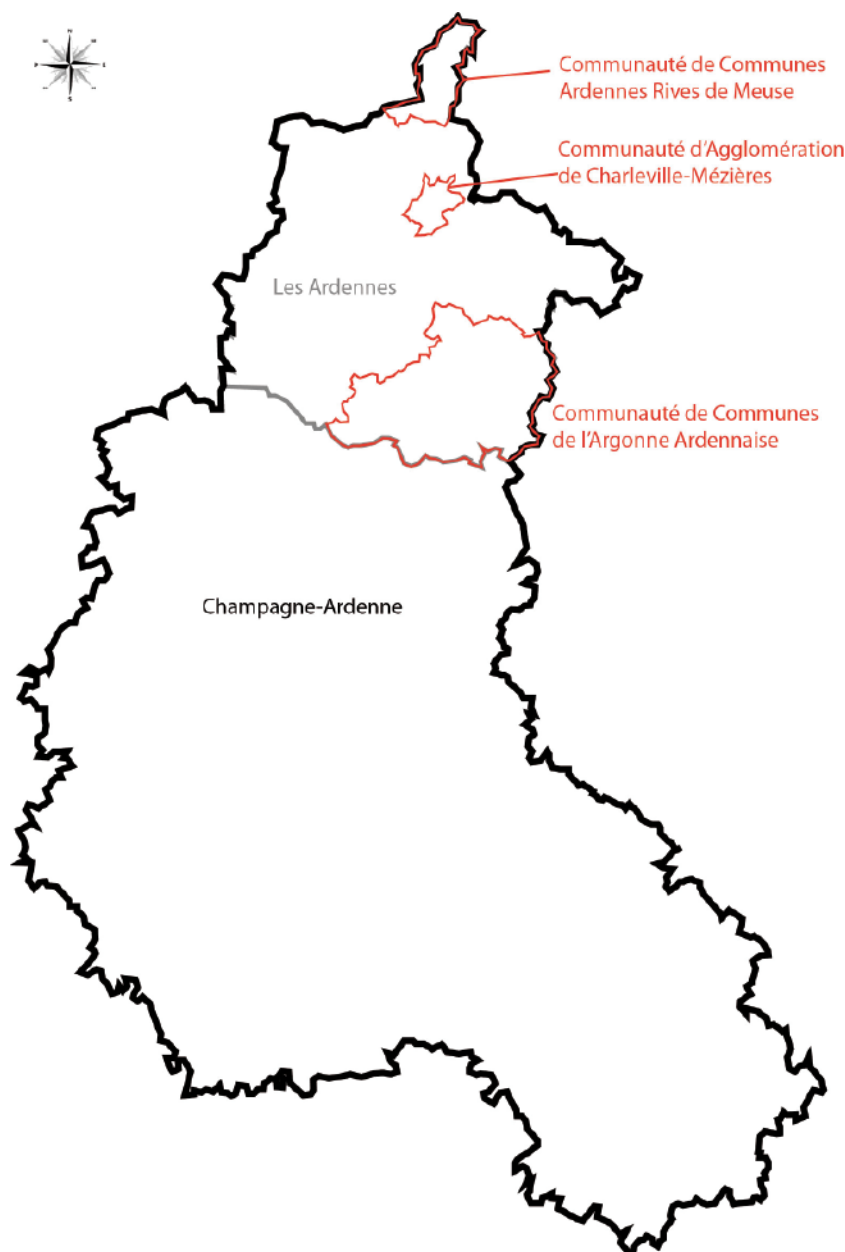 N
P
E
S
Communauté de Communes
Ardennes Rives de Meuse
Communauté d'Agglomération
de Charleville-Mézières
Les Ardennes
Communauté de Communes
de l'Argonne Ardennaise
Champagne-Ardenne